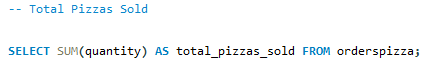 -- Total Pizzas Sold
SELECT SUM(quantity) AS total_pizzas_sold FROM orderspizza;